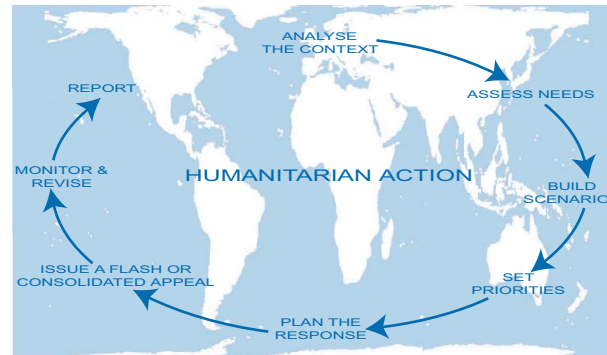 ANALYSE
THE CONTEXT
ASSESS NEEDS
BUILD
SCENARIO
SET
PRIORITIES
PLAN THE
RESPONSE
ISSUE A FLASH OR
CONSOLIDATED APPEAL
MONITOR &
REVISE
REPORT
HUMANITARIAN ACTION